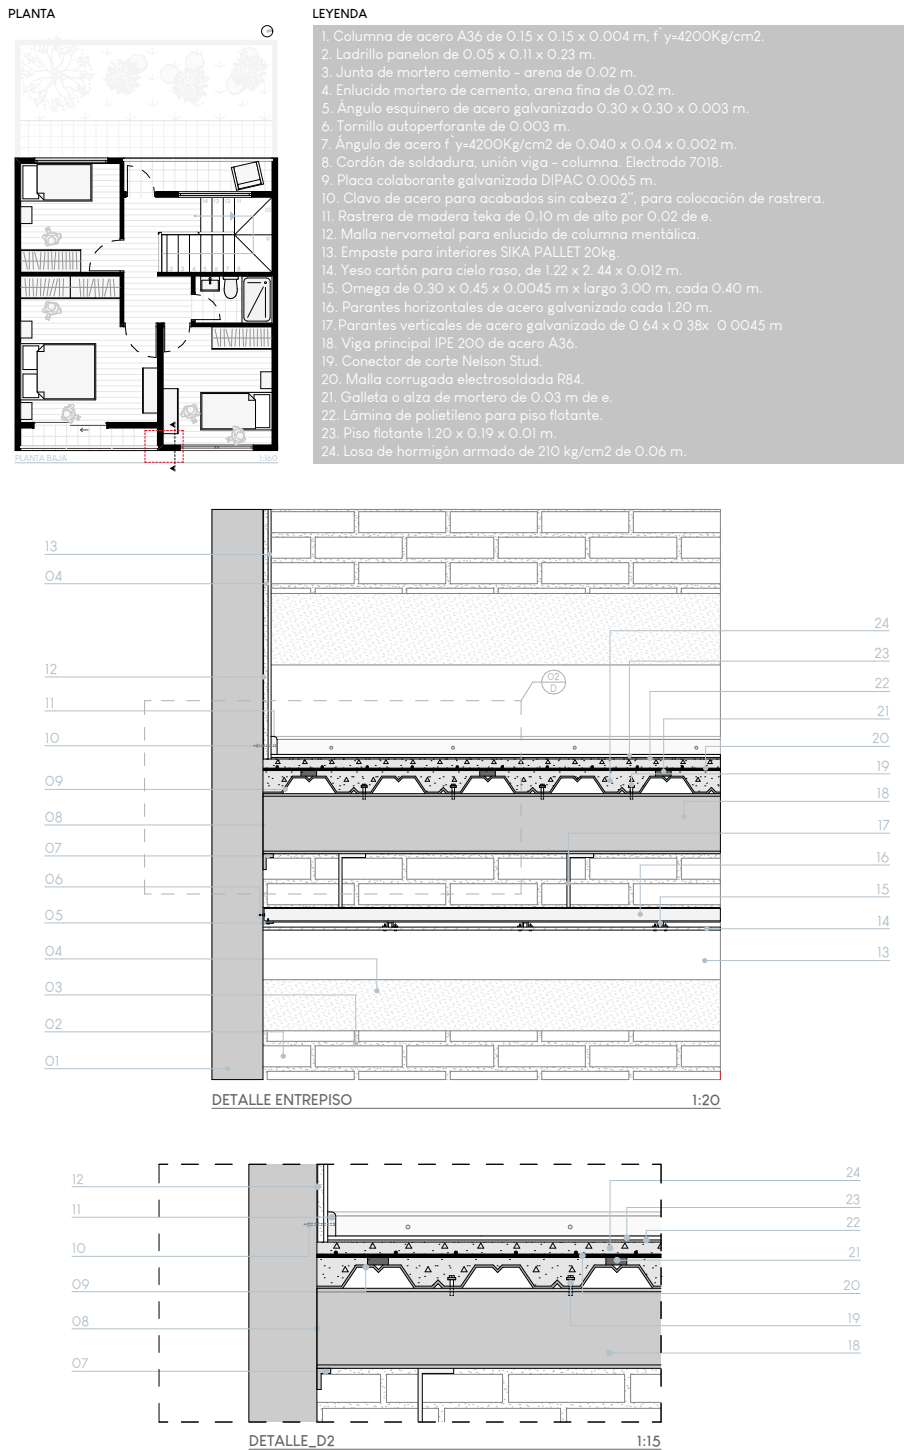 PLANTA
PLANTA BAJA 1:160
LEYENDA
1. Columna de acero A36 de 0.15 x 0.15 x 0.004 m, f`y=4200Kg/cm2.
2. Ladrillo panelon de 0.05 x 0.11 x 0.23 m.
3. Junta de mortero cemento - arena de 0.02 m.
4. Enlucido mortero de cemento, arena fina de 0.02 m.
5. Ángulo esquinero de acero galvanizado 0.30 x 0.30 x 0.003 m.
6. Tornillo autoperforante de 0.003 m.
7. Ángulo de acero f`y=4200Kg/cm2 de 0.040 x 0.04 x 0.002 m.
8. Cordón de soldadura, unión viga - columna. Electrodo 7018.
9. Placa colaborante galvanizada DIPAC 0.0065 m.
10. Clavo de acero para acabados sin cabeza 2'', para colocación de rastrera.
11. Rastrera de madera teka de 0.10 m de alto por 0.02 de e.
12. Malla nervometal para enlucido de columna mentálica.
13. Empaste para interiores SIKA PALLET 20kg.
14. Yeso cartón para cielo raso, de 1.22 x 2. 44 x 0.012 m.
15. Omega de 0.30 x 0.45 x 0.0045 m x largo 3.00 m, cada 0.40 m.
16. Parantes horizontales de acero galvanizado cada 1.20 m.
17. Parantes verticales de acero galvanizado de 0 64 x 0 38x 0 0045 m
18. Viga principal IPE 200 de acero A36.
19. Conector de corte Nelson Stud.
20. Malla corrugada electrosoldada R84.
21. Galleta o alza de mortero de 0.03 m de e.
22. Lámina de polietileno para piso flotante.
23. Piso flotante 1.20 x 0.19 x 0.01 m.
24. Losa de hormigón armado de 210 kg/cm2 de 0.06 m.
13
04
12
11
10
09
08
07
06
05
04
03
02
01
02
D
24
23
22
21
20
19
18
17
16
15
14
13
DETALLE ENTREPISO 1:20
12
11
10
09
08
07
24
23
22
21
20
19
18
DETALLE_D2 1:15